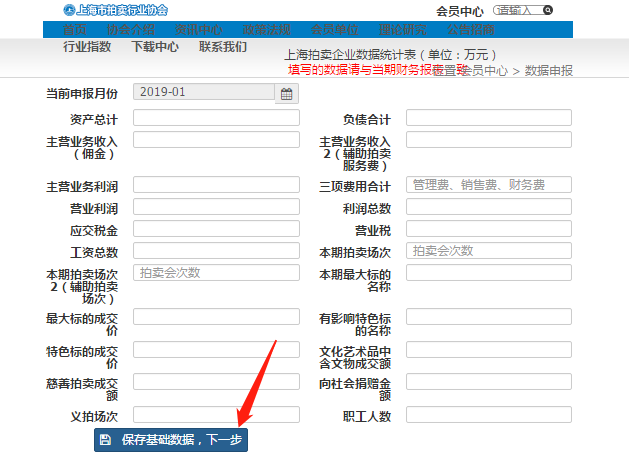 上海市拍卖行业协会
会员中心
请输入
首页 协会介绍 资讯中心 政策法规 会员单位 理论研究 公告招商
行业指数 下载中心 联系我们
上海拍卖企业数据统计表（单位：万元）
填写的数据请与当期财务报表一致
会员中心 > 数据申报
当前申报月份 2019-01
资产总计 负债合计
主营业务收入 主营业务收入
（佣金） 2（辅助拍卖
服务费）
主营业务利润 三项费用合计 管理费、销售费、财务费
营业利润 利润总数
应交税金 营业税
工资总数 本期拍卖场次 拍卖会次数
本期拍卖场次 拍卖会次数 本期最大标的
2（辅助拍卖 名称
场次）
最大标的成交 有影响特色标
价 的名称
特色标的成交 文化艺术品中
价 含文物成交额
慈善拍卖成交 向社会捐赠金
额 额
义拍场次 职工人数
保存基础数据，下一步